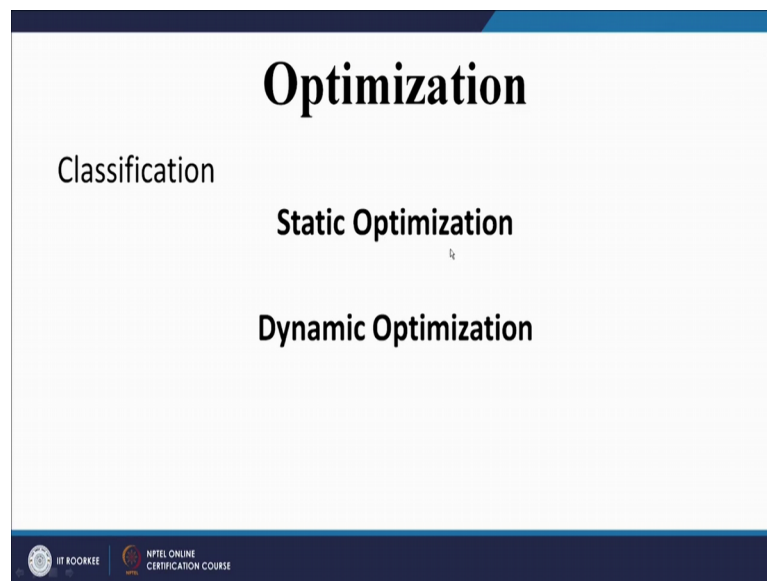 Optimization
Classification
Static Optimization
Dynamic Optimization
IIT ROORKEE
NPTEL ONLINE
CERTIFICATION COURSE